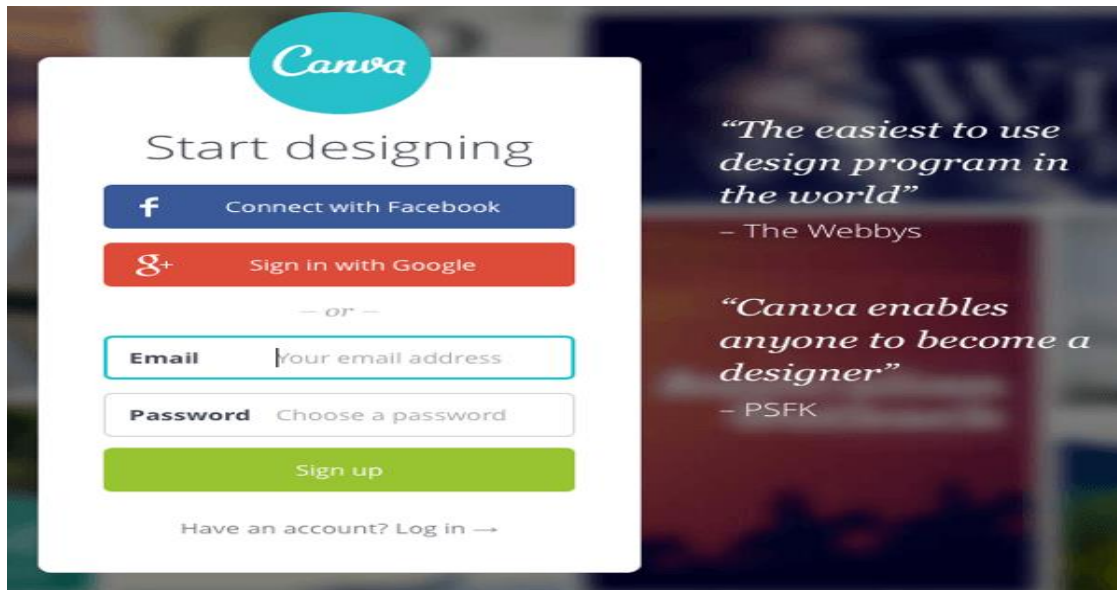 Canva
Start designing
f Connect with Facebook
g+ Sign in with Google
– or –
Email Your email address
Password Choose a password
Sign up
Have an account? Log in →
“The easiest to use
design program in
the world”
– The Webbys
“Canva enables
anyone to become a
designer”
– PSFK